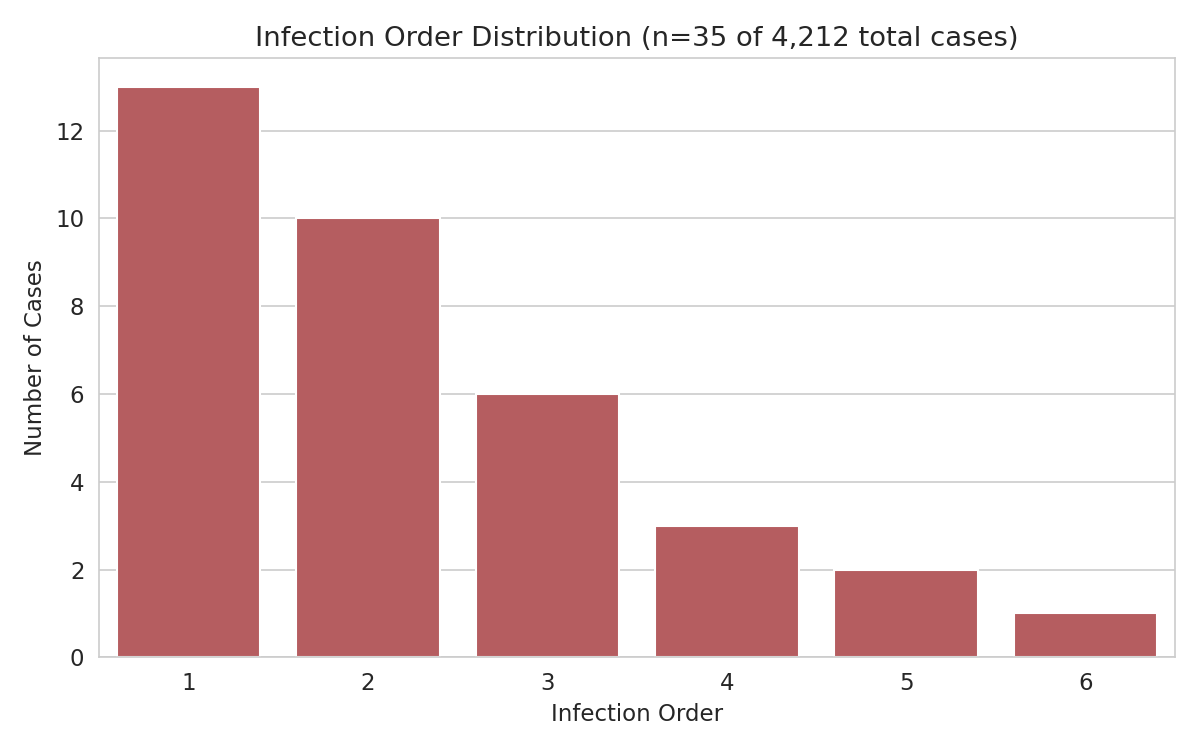 Infection Order Distribution (n=35 of 4,212 total cases)
Number of Cases
12
10
8
6
4
2
0
1 2 3 4 5 6
Infection Order